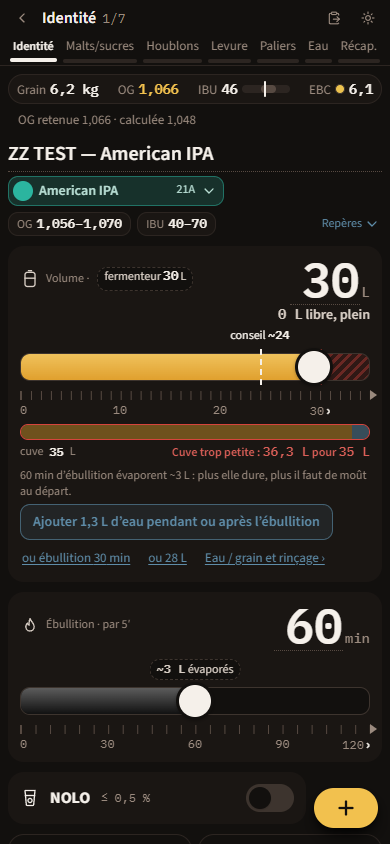 Identité 1/7
Identité Malts/sucres Houblons Levure Paliers Eau Récap.
Grain 6,2 kg OG 1,066 IBU 46 EBC 6,1
OG retenue 1,066 · calculée 1,048
ZZ TEST — American IPA
American IPA 21A
OG 1,056–1,070 IBU 40–70 Repères
Volume · fermenteur 30 L 30 L
0 L libre, plein
conseil ~24
0 10 20 30 ›
cuve 35 L Cuve trop petite : 36,3 L pour 35 L
60 min d’ébullition évaporent ~3 L : plus elle dure, plus il faut de moût
au départ.
Ajouter 1,3 L d’eau pendant ou après l’ébullition
ou ébullition 30 min ou 28 L Eau / grain et rinçage ›
Ébullition · par 5′ 60 min
~3 L évaporés
0 30 60 90 120 ›
NOLO ≤ 0,5 %
+